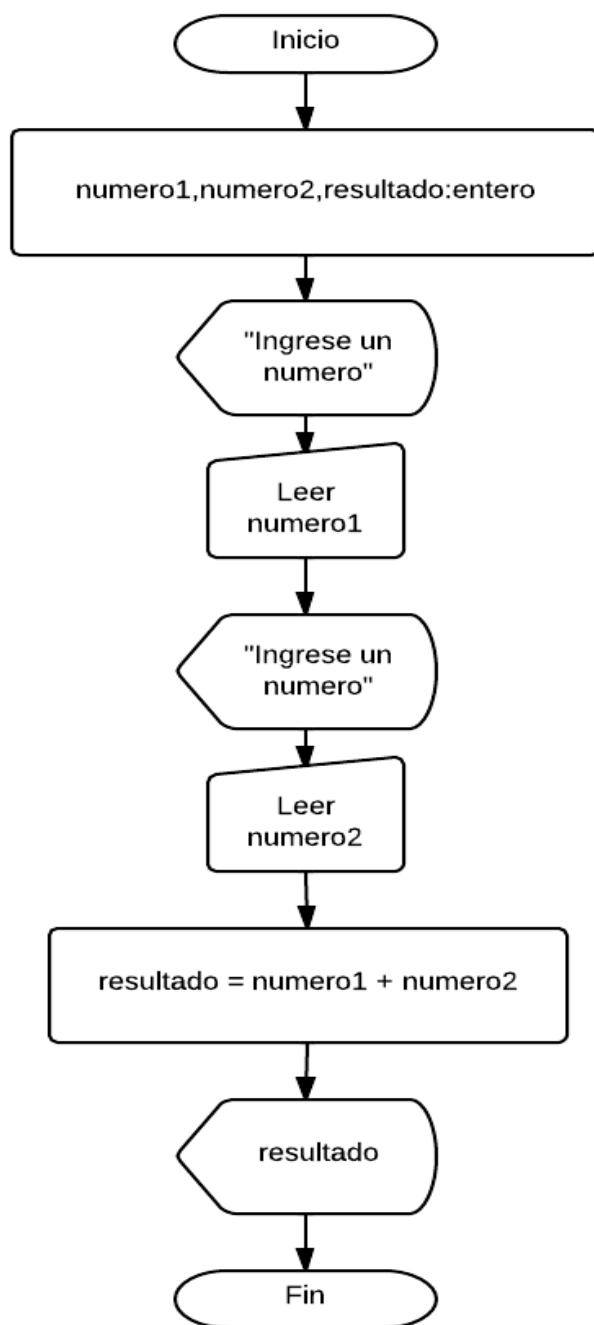 Inicio
numero1,numero2,resultado:entero
"Ingrese un
numero"
Leer
numero1
"Ingrese un
numero"
Leer
numero2
resultado = numero1 + numero2
resultado
Fin